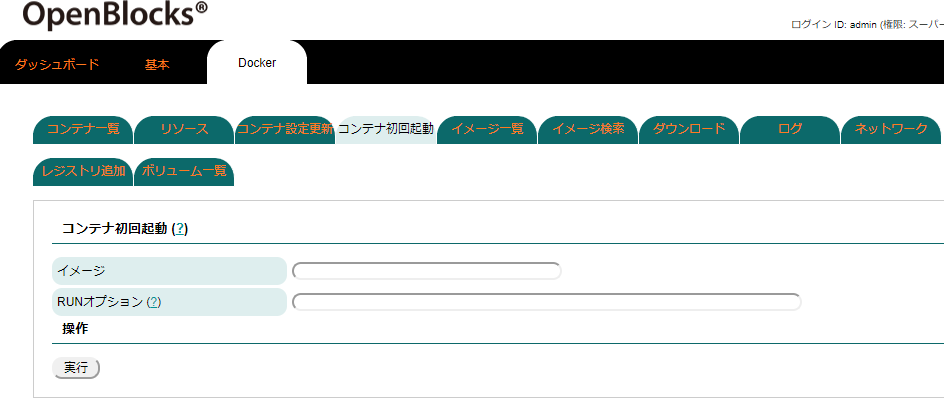 OpenBlocks®
ログイン ID: admin (権限: スーパー
ダッシュボード 基本 Docker
コンテナ一覧 リソース コンテナ設定更新 コンテナ初回起動 イメージ一覧 イメージ検索 ダウンロード ログ ネットワーク
レジストリ追加 ボリューム一覧
コンテナ初回起動 (?)
イメージ
RUNオプション (?)
操作
実行